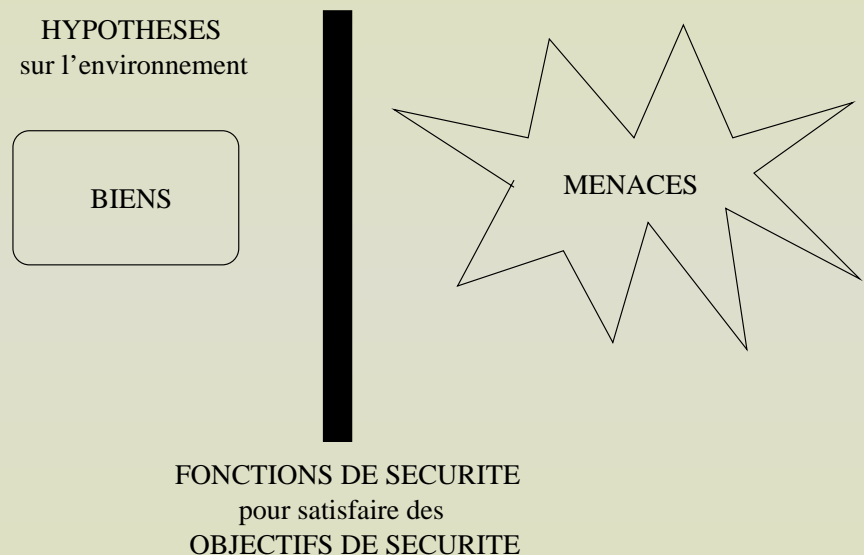 HYPOTHESES
sur l’environnement
BIENS
MENACES
FONCTIONS DE SECURITE
pour satisfaire des
OBJECTIFS DE SECURITE